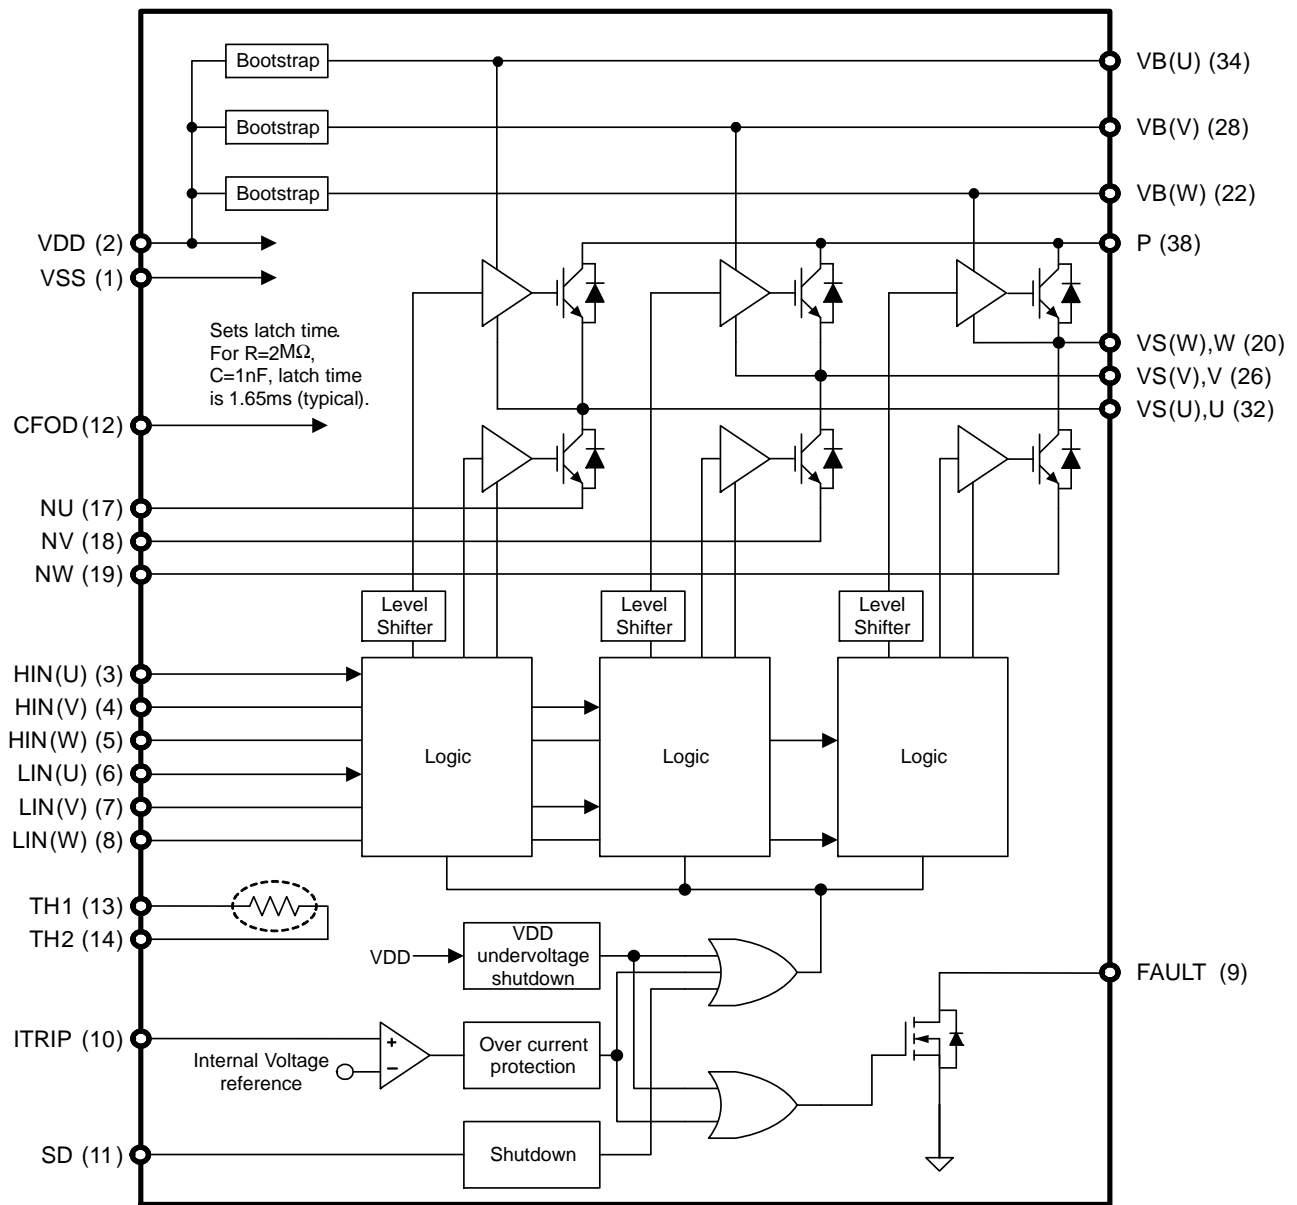 Bootstrap
VB(U) (34)
Bootstrap
VB(V) (28)
Bootstrap
VB(W) (22)
VDD (2)
P (38)
VSS (1)
Sets latch time.
For R=2MΩ,
C=1nF, latch time
is 1.65ms (typical).
VS(W),W (20)
VS(V),V (26)
VS(U),U (32)
CFOD (12)
NU (17)
NV (18)
NW (19)
Level
Shifter
Level
Shifter
Level
Shifter
HIN(U) (3)
HIN(V) (4)
HIN(W) (5)
LIN(U) (6)
LIN(V) (7)
LIN(W) (8)
Logic
Logic
Logic
TH1 (13)
TH2 (14)
VDD
VDD
undervoltage
shutdown
FAULT (9)
ITRIP (10)
+
−
Internal Voltage
reference
Over current
protection
SD (11)
Shutdown